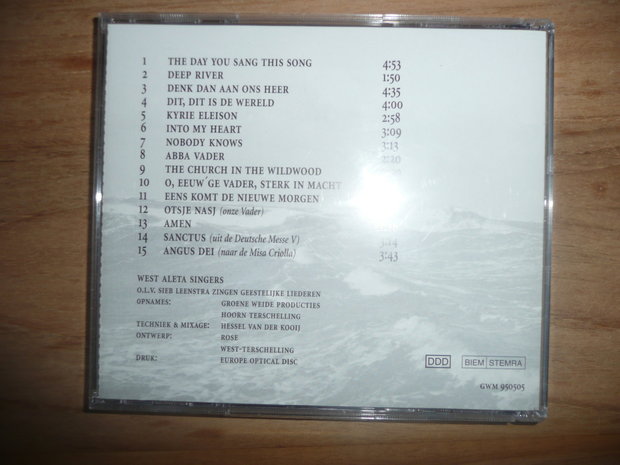 1 THE DAY YOU SANG THIS SONG 4:53
2 DEEP RIVER 1:50
3 DENK DAN AAN ONS HEER 4:35
4 DIT, DIT IS DE WERELD 4:00
5 KYRIE ELEISON 2:58
6 INTO MY HEART 3:09
7 NOBODY KNOWS 3:13
8 ABBA VADER 2:20
9 THE CHURCH IN THE WILDWOOD
10 O, EEUW'GE VADER, STERK IN MACHT
11 EENS KOMT DE NIEUWE MORGEN
12 OTSJE NASJ (onze Vader)
13 AMEN
14 SANCTUS (uit de Deutsche Messe V) 3:14
15 ANGUS DEI (naar de Misa Criolla) 3:43
WEST ALETA SINGERS
O.L.V. SIEB LEENSTRA ZINGEN GEESTELIJKE LIEDEREN
OPNAMES: GROENE WEIDE PRODUCTIES
HOORN TERSCHELLING
TECHNIEK & MIXAGE: HESSEL VAN DER KOOIJ
ONTWERP: ROSE
WEST-TERSCHELLING
DRUK: EUROPE OPTICAL DISC
DDD BIEM STEMRA
GWM 950505